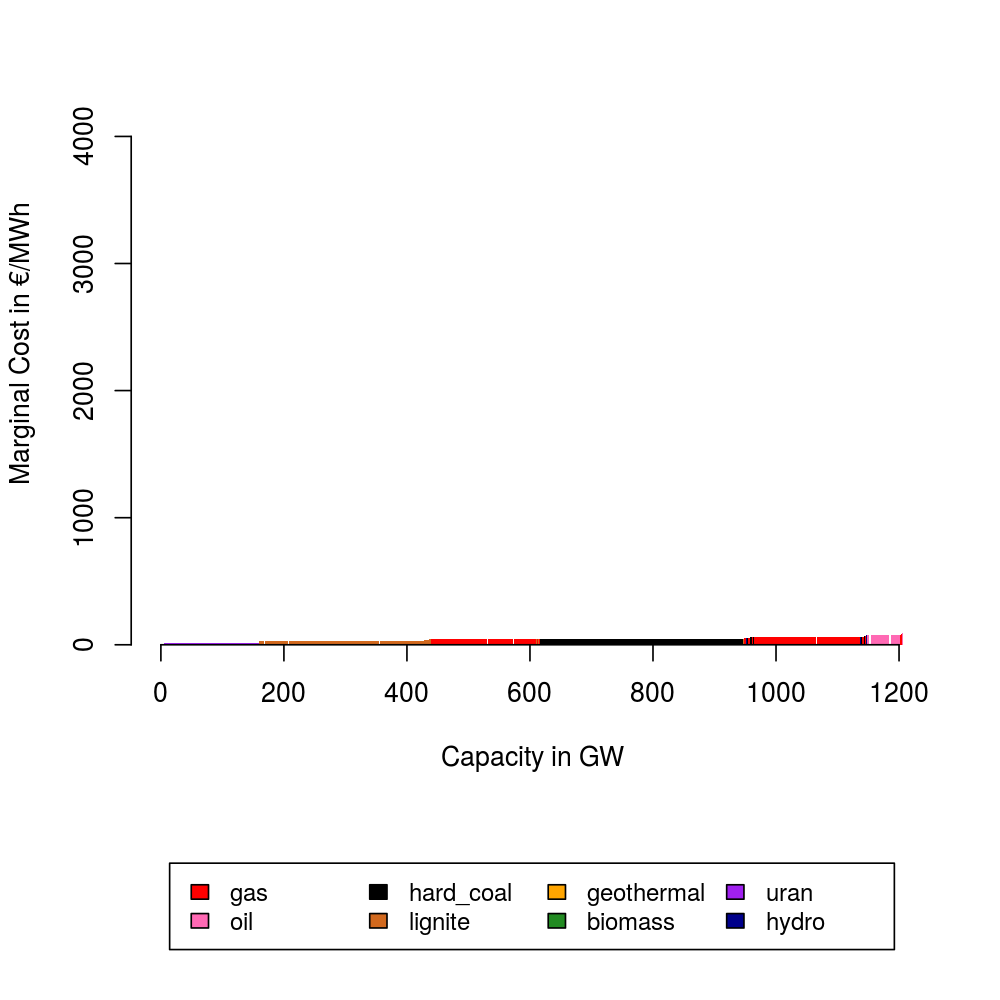 Marginal Cost in €/MWh
4000
3000
2000
1000
0
0 200 400 600 800 1000 1200
Capacity in GW
gas hard_coal geothermal uran
oil lignite biomass hydro